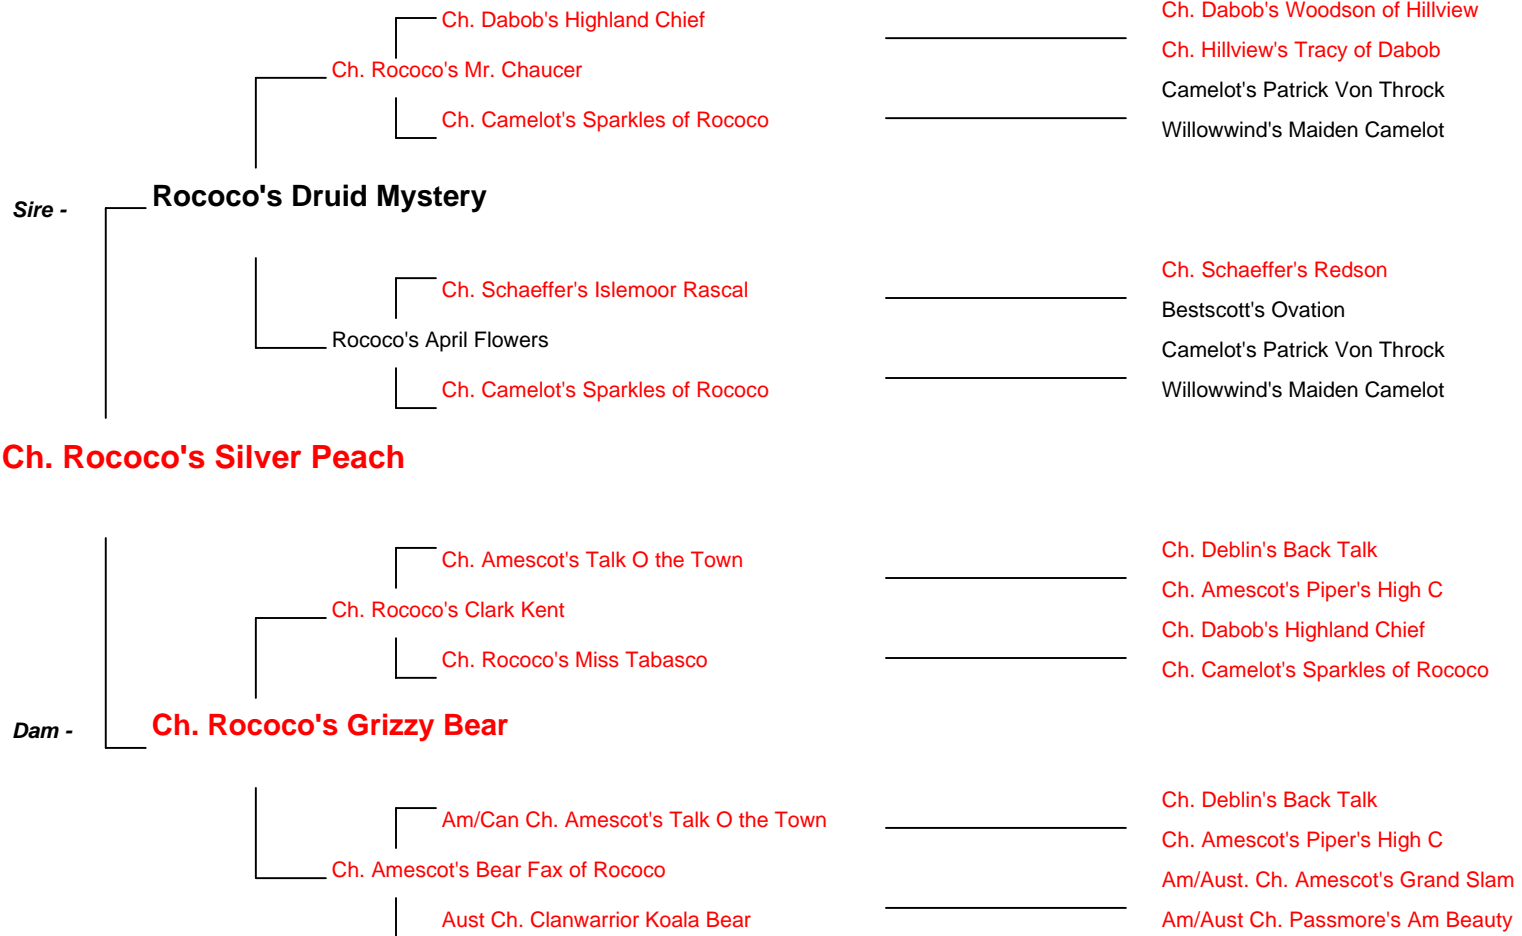 Ch. Dabob's Woodson of Hillview
Ch. Dabob's Highland Chief
Ch. Hillview's Tracy of Dabob
Ch. Rococo's Mr. Chaucer
Camelot's Patrick Von Throck
Ch. Camelot's Sparkles of Rococo
Willowwind's Maiden Camelot
Sire - Rococo's Druid Mystery
Ch. Schaeffer's Redson
Ch. Schaeffer's Islemoor Rascal
Bestscott's Ovation
Rococo's April Flowers
Camelot's Patrick Von Throck
Ch. Camelot's Sparkles of Rococo
Willowwind's Maiden Camelot
Ch. Rococo's Silver Peach
Ch. Deblin's Back Talk
Ch. Amescot's Talk O the Town
Ch. Amescot's Piper's High C
Ch. Rococo's Clark Kent
Ch. Dabob's Highland Chief
Ch. Rococo's Miss Tabasco
Ch. Camelot's Sparkles of Rococo
Dam - Ch. Rococo's Grizzy Bear
Ch. Deblin's Back Talk
Am/Can Ch. Amescot's Talk O the Town
Ch. Amescot's Piper's High C
Ch. Amescot's Bear Fax of Rococo
Am/Aust. Ch. Amescot's Grand Slam
Aust Ch. Clanwarrior Koala Bear
Am/Aust Ch. Passmore's Am Beauty